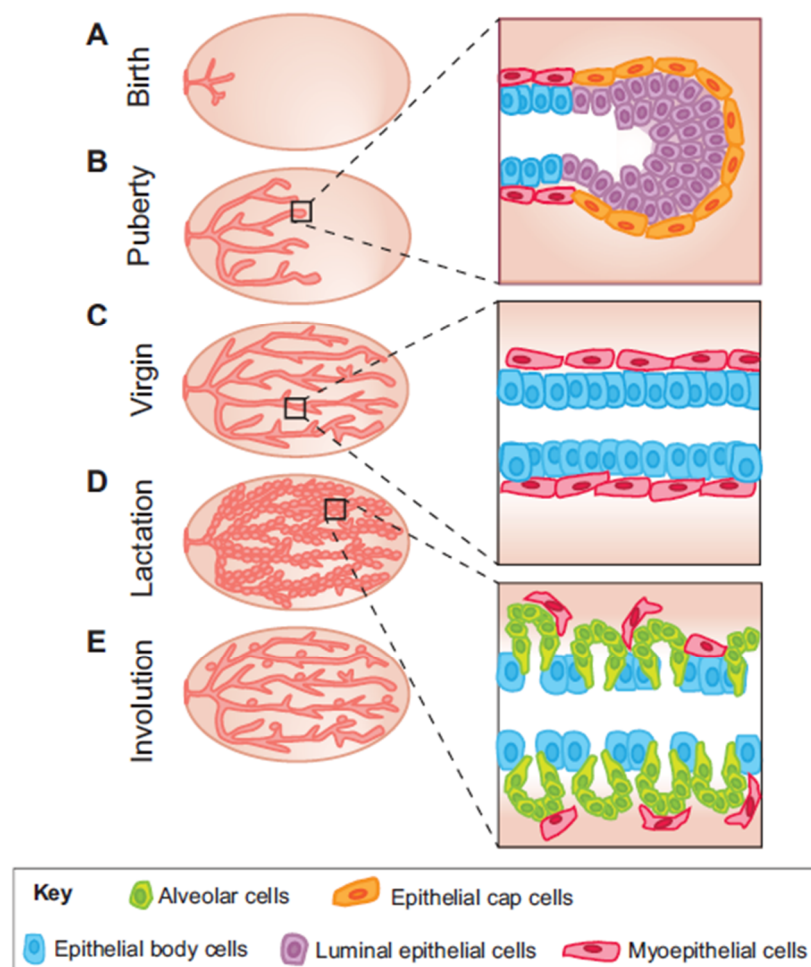 A
Birth
B
Puberty
C
Virgin
D
Lactation
E
Involution
Key
Alveolar cells
Epithelial cap cells
Epithelial body cells
Luminal epithelial cells
Myoepithelial cells